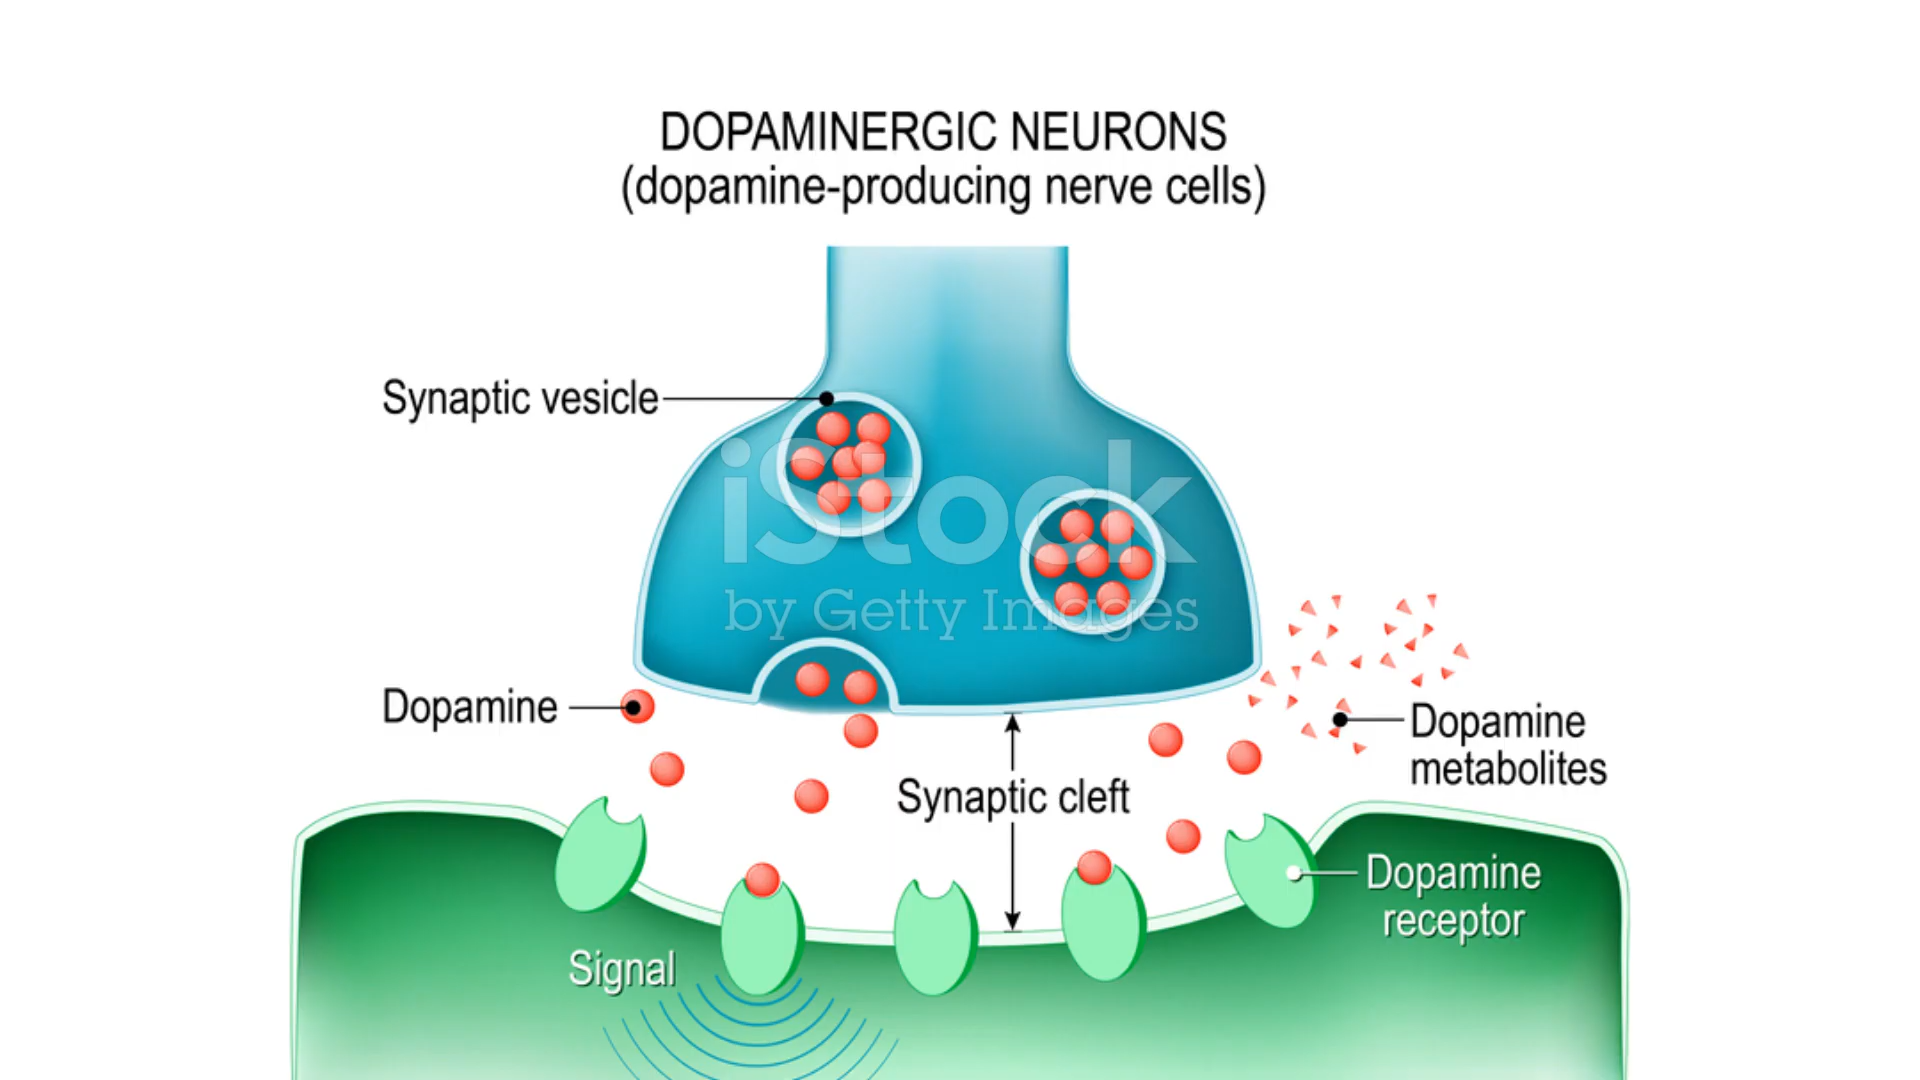 DOPAMINERGIC NEURONS
(dopamine-producing nerve cells)
Synaptic vesicle
iStock
by Getty Images
Dopamine
Dopamine
metabolites
Synaptic cleft
Dopamine
receptor
Signal